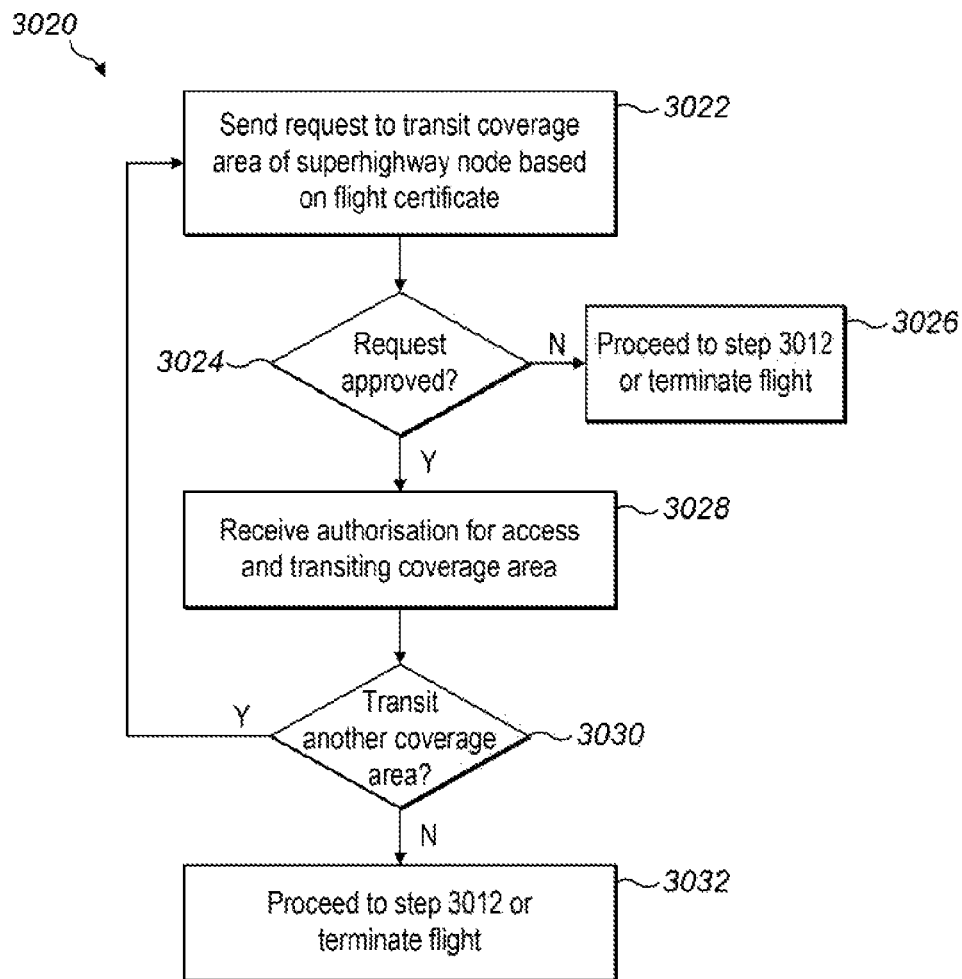 3020
3022
Send request to transit coverage
area of superhighway node based
on flight certificate
3024
Request
approved?
N
3026
Proceed to step 3012
or terminate flight
Y
3028
Receive authorisation for access
and transiting coverage area
Y
Transit
another coverage
area?
3030
N
3032
Proceed to step 3012 or
terminate flight